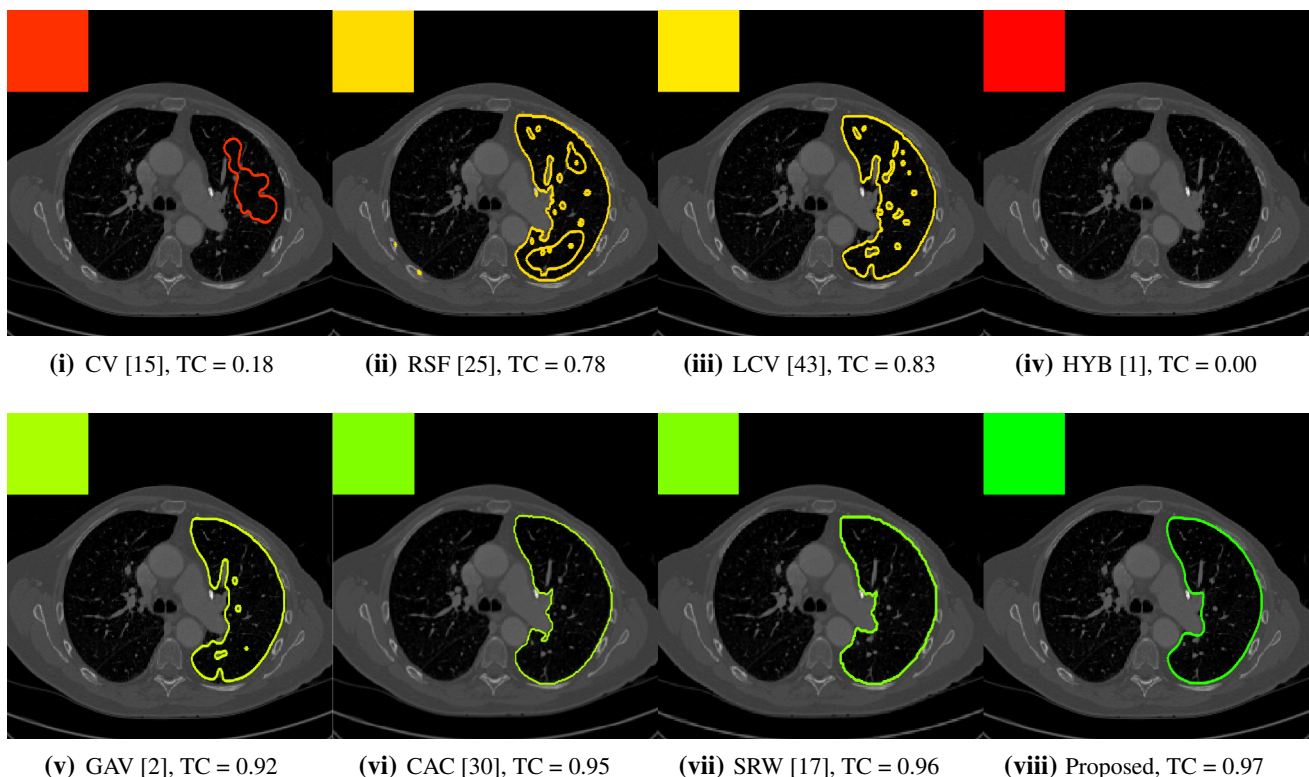 (i) CV [15], TC = 0.18
(ii) RSF [25], TC = 0.78
(iii) LCV [43], TC = 0.83
(iv) HYB [1], TC = 0.00
(v) GAV [2], TC = 0.92
(vi) CAC [30], TC = 0.95
(vii) SRW [17], TC = 0.96
(viii) Proposed, TC = 0.97